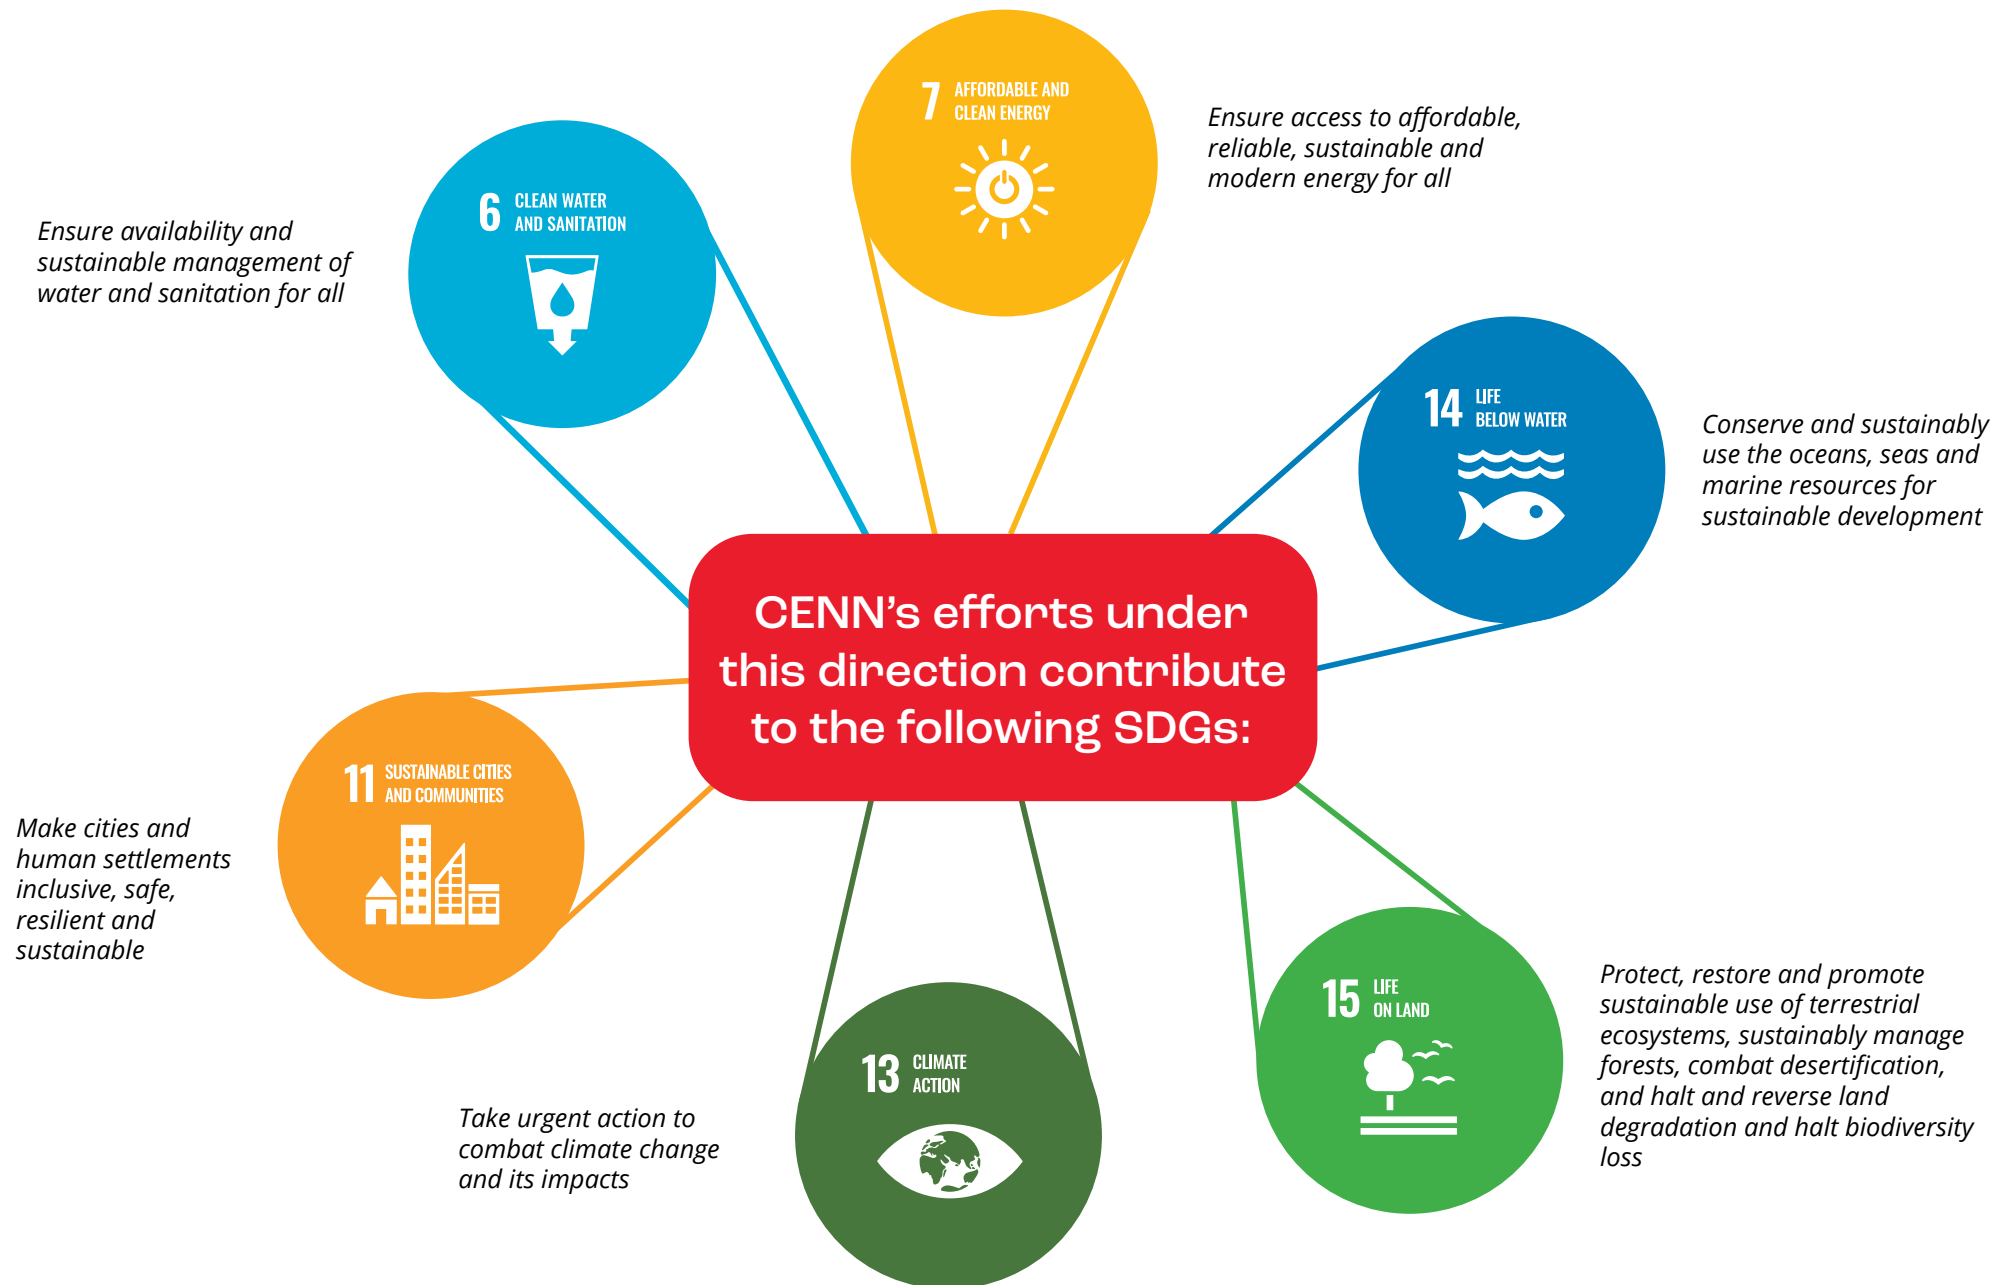 7 AFFORDABLE AND
CLEAN ENERGY
Ensure access to affordable,
reliable, sustainable and
modern energy for all
6 CLEAN WATER
AND SANITATION
Ensure availability and
sustainable management of
water and sanitation for all
14 LIFE
BELOW WATER
Conserve and sustainably
use the oceans, seas and
marine resources for
sustainable development
CENN’s efforts under
this direction contribute
to the following SDGs:
11 SUSTAINABLE CITIES
AND COMMUNITIES
Make cities and
human settlements
inclusive, safe,
resilient and
sustainable
13 CLIMATE
ACTION
Take urgent action to
combat climate change
and its impacts
15 LIFE
ON LAND
Protect, restore and promote
sustainable use of terrestrial
ecosystems, sustainably manage
forests, combat desertification,
and halt and reverse land
degradation and halt biodiversity
loss